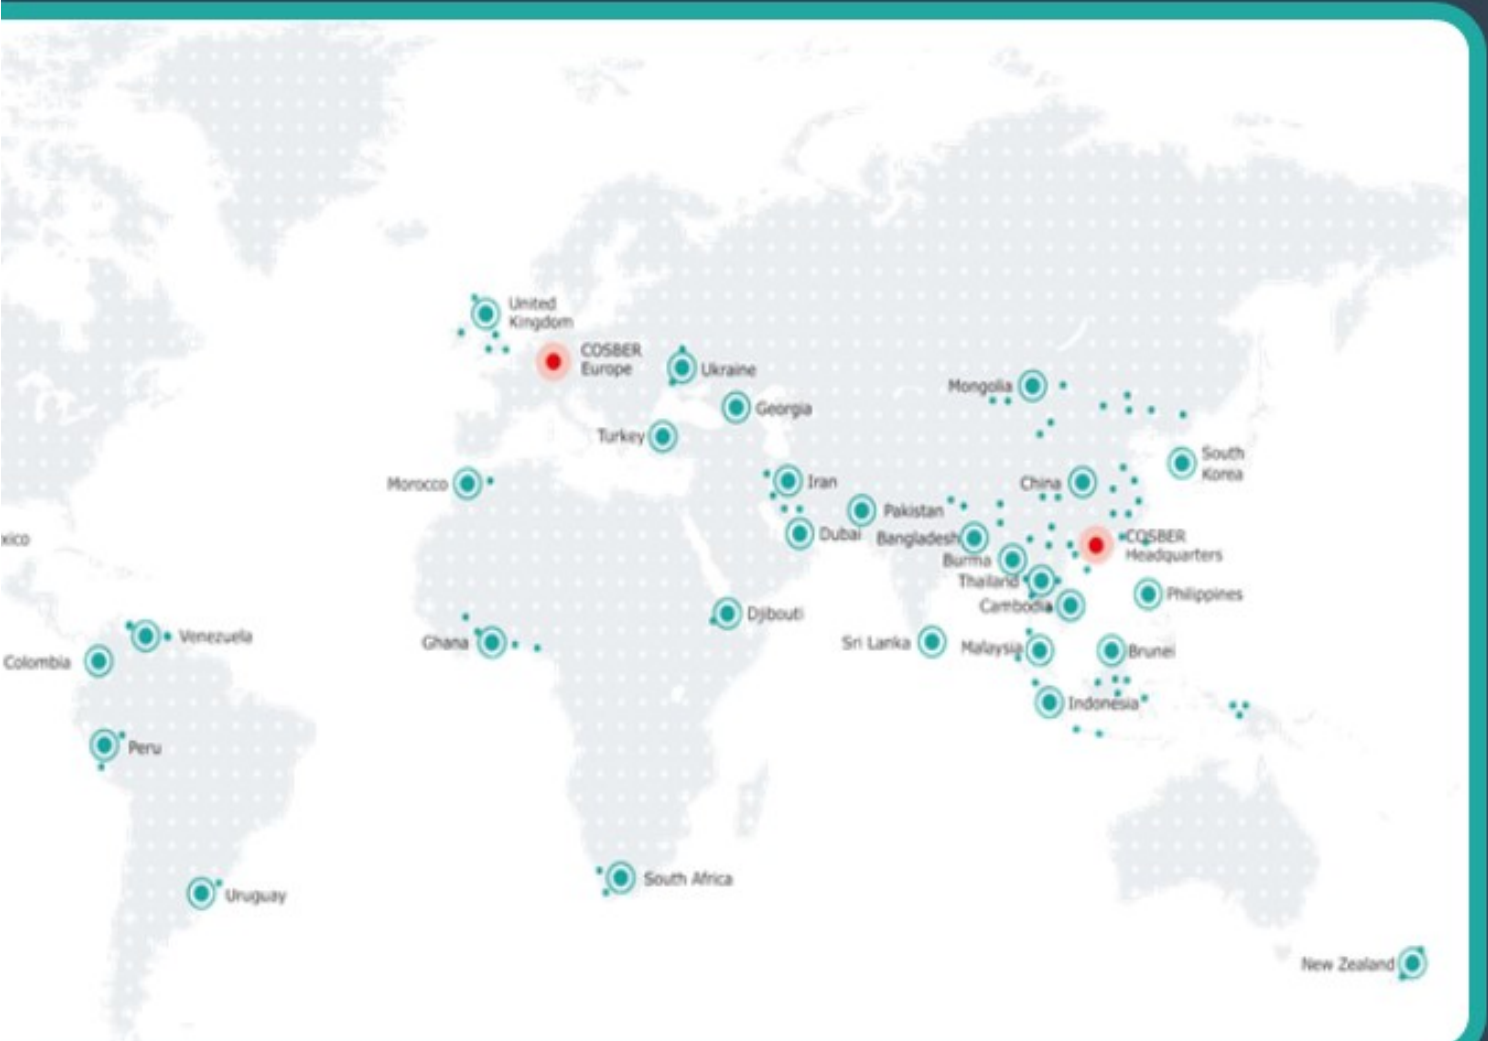 United
Kingdom
COSBER
Europe
Ukraine
Georgia
Turkey
Mongolia
South
Korea
Morocco
Iran
China
Pakistan
xico
Dubai
Bangladesh
COSBER
Headquarters
Burma
Thailand
Philippines
Cambodia
Djibouti
Venezuela
Ghana
Sri Lanka
Malaysia
Brunei
Colombia
Indonesia
Peru
South Africa
Uruguay
New Zealand